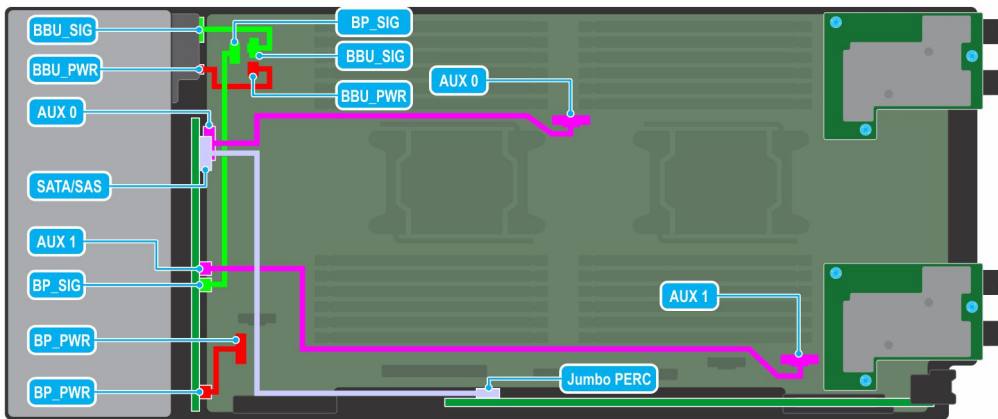 BBU_SIG
BP_SIG
BBU_SIG
BBU_PWR
AUX 0
BBU_PWR
AUX 0
SATA/SAS
AUX 1
BP_SIG
AUX 1
BP_PWR
Jumbo PERC
BP_PWR